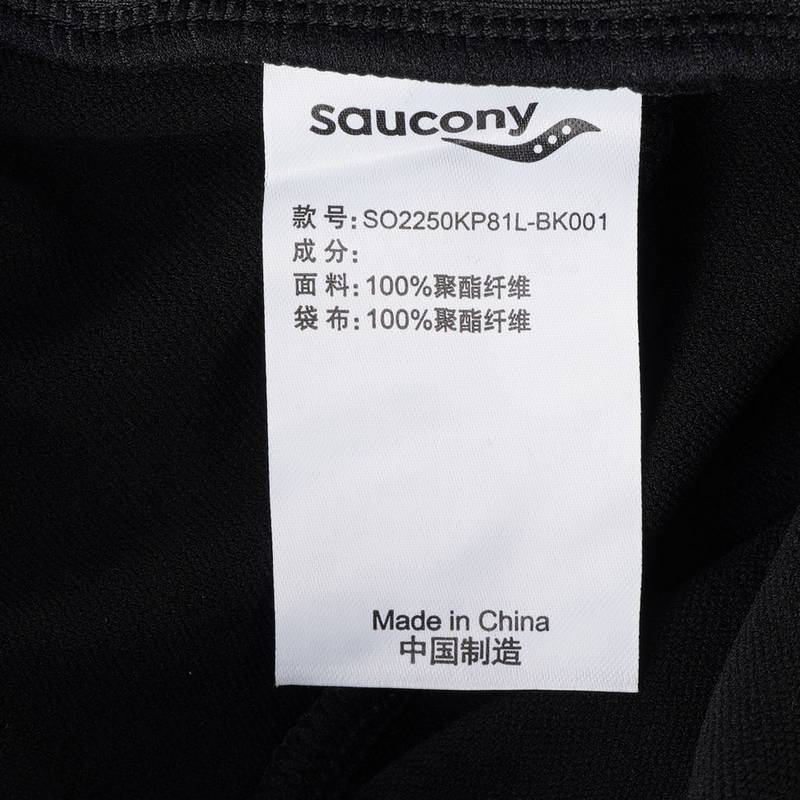 saucony
款号:SO2250KP81L-BK001
成分:
面料:100%聚酯纤维
袋布:100%聚酯纤维
Made in China
中国制造